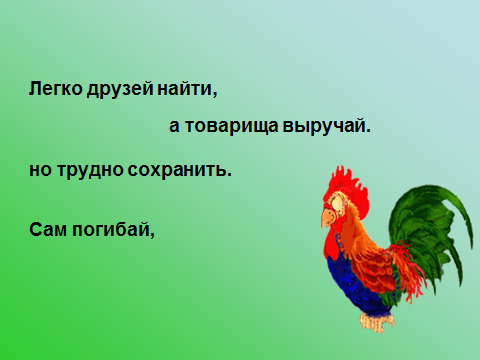 Легко друзей найти,
а товарища выручай.
но трудно сохранить.
Сам погибай,